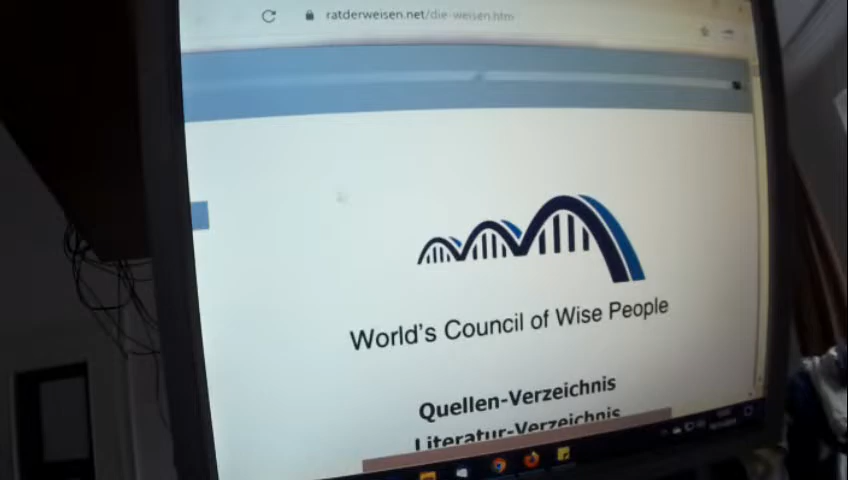 ratderweisen.net/die-weisen.htm
World's Council of Wise People
Quellen-Verzeichnis
Literatur-Verzeichnis